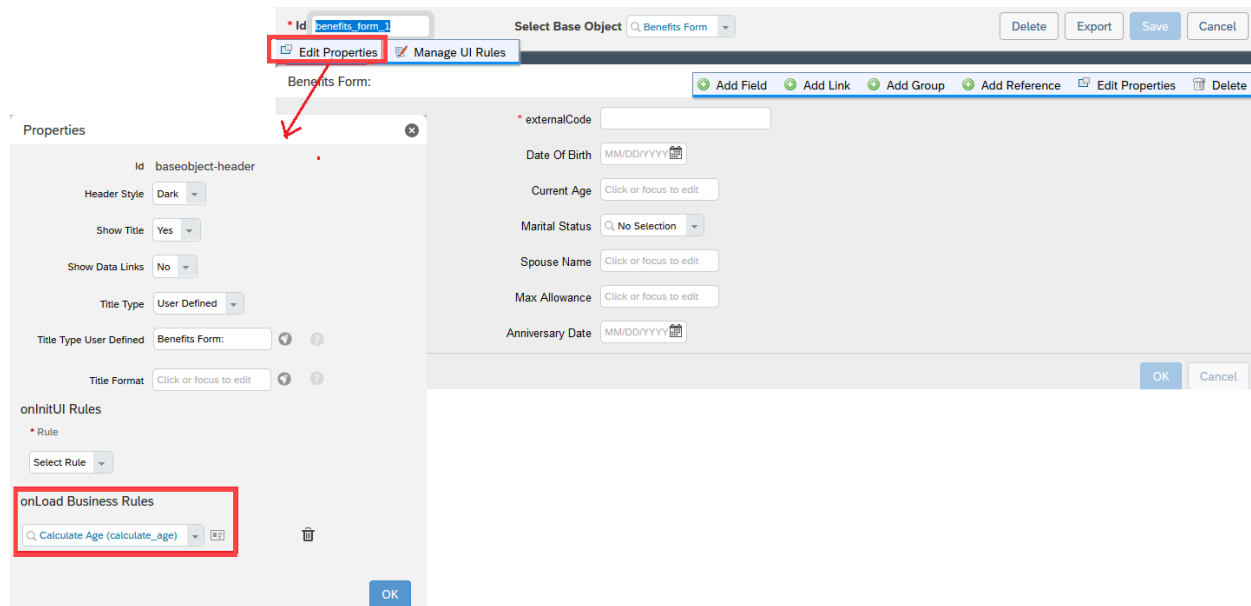 * Id benefits_form_1 Select Base Object Benefits Form Delete Export Save Cancel
Edit Properties Manage UI Rules
Benefits Form: Add Field Add Link Add Group Add Reference Edit Properties Delete
* externalCode
Date Of Birth MM/DD/YYYY
Current Age Click or focus to edit
Marital Status No Selection
Spouse Name Click or focus to edit
Max Allowance Click or focus to edit
Anniversary Date MM/DD/YYYY
OK Cancel
Properties
Id baseobject-header
Header Style Dark
Show Title Yes
Show Data Links No
Title Type User Defined
Title Type User Defined Benefits Form:
Title Format Click or focus to edit
onInitUI Rules
* Rule
Select Rule
onLoad Business Rules
Calculate Age (calculate_age)
OK